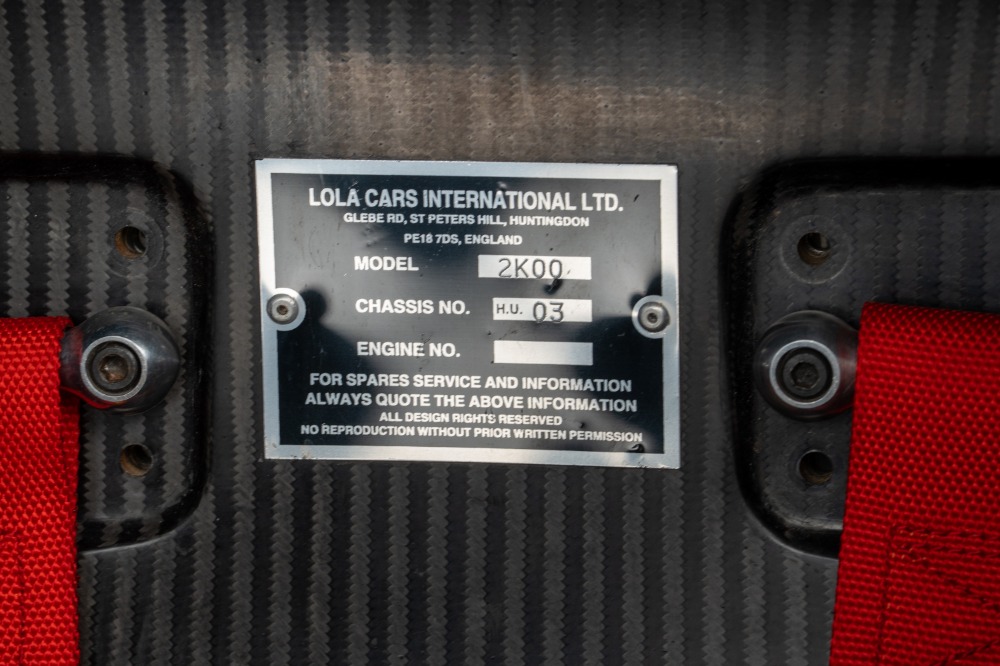 LOLA CARS INTERNATIONAL LTD.
GLEBE RD, ST PETERS HILL, HUNTINGDON
PE18 7DS, ENGLAND
MODEL 2K00
CHASSIS NO. H.U. 03
ENGINE NO.
FOR SPARES SERVICE AND INFORMATION
ALWAYS QUOTE THE ABOVE INFORMATION
ALL DESIGN RIGHTS RESERVED
NO REPRODUCTION WITHOUT PRIOR WRITTEN PERMISSION